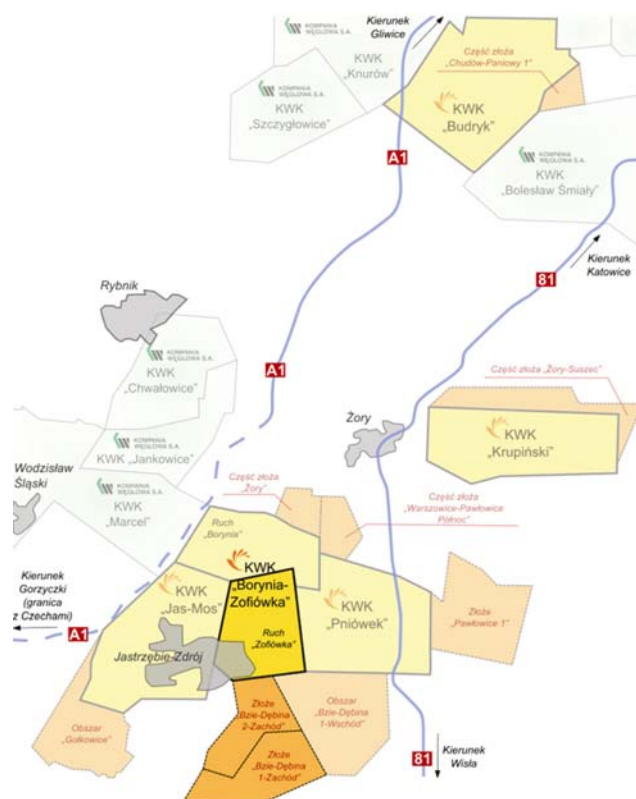 Kierunek
Gliwice
KOMPANIA
WĘGLOWA S.A.
KWK
„Knurów”
Część złoża
„Chudów-Paniowy 1”
KOMPANIA
WĘGLOWA S.A.
KWK
„Szczygłowice”
KWK
„Budryk”
A1
KOMPANIA
WĘGLOWA S.A.
KWK
„Bolesław Śmiały”
Kierunek
Katowice
81
Rybnik
KOMPANIA
WĘGLOWA S.A.
KWK
„Chwałowice”
A1
Część złoża „Żory-Suszec”
Żory
KOMPANIA
WĘGLOWA S.A.
KWK „Jankowice”
KWK
„Krupiński”
Wodzisław
Śląski
Część złoża
„Żory”
KOMPANIA
WĘGLOWA S.A.
KWK
„Marcel”
Część złoża
„Warszowice-Pawłowice
Północ”
Ruch
„Borynia”
KWK
„Borynia-
Zofiówka”
Kierunek
Gorzyczki
(granica
z Czechami)
A1
KWK
„Jas-Mos”
KWK
„Pniówek”
Złoże
„Pawłowice 1”
Ruch
„Zofiówka”
Jastrzębie-Zdrój
Obszar
„Gołkowice”
Złoże
„Bzie-Dębina
2-Zachód”
Obszar
„Bzie-Dębina
1-Wschód”
Złoże
„Bzie-Dębina
1-Zachód”
81
Kierunek
Wisła